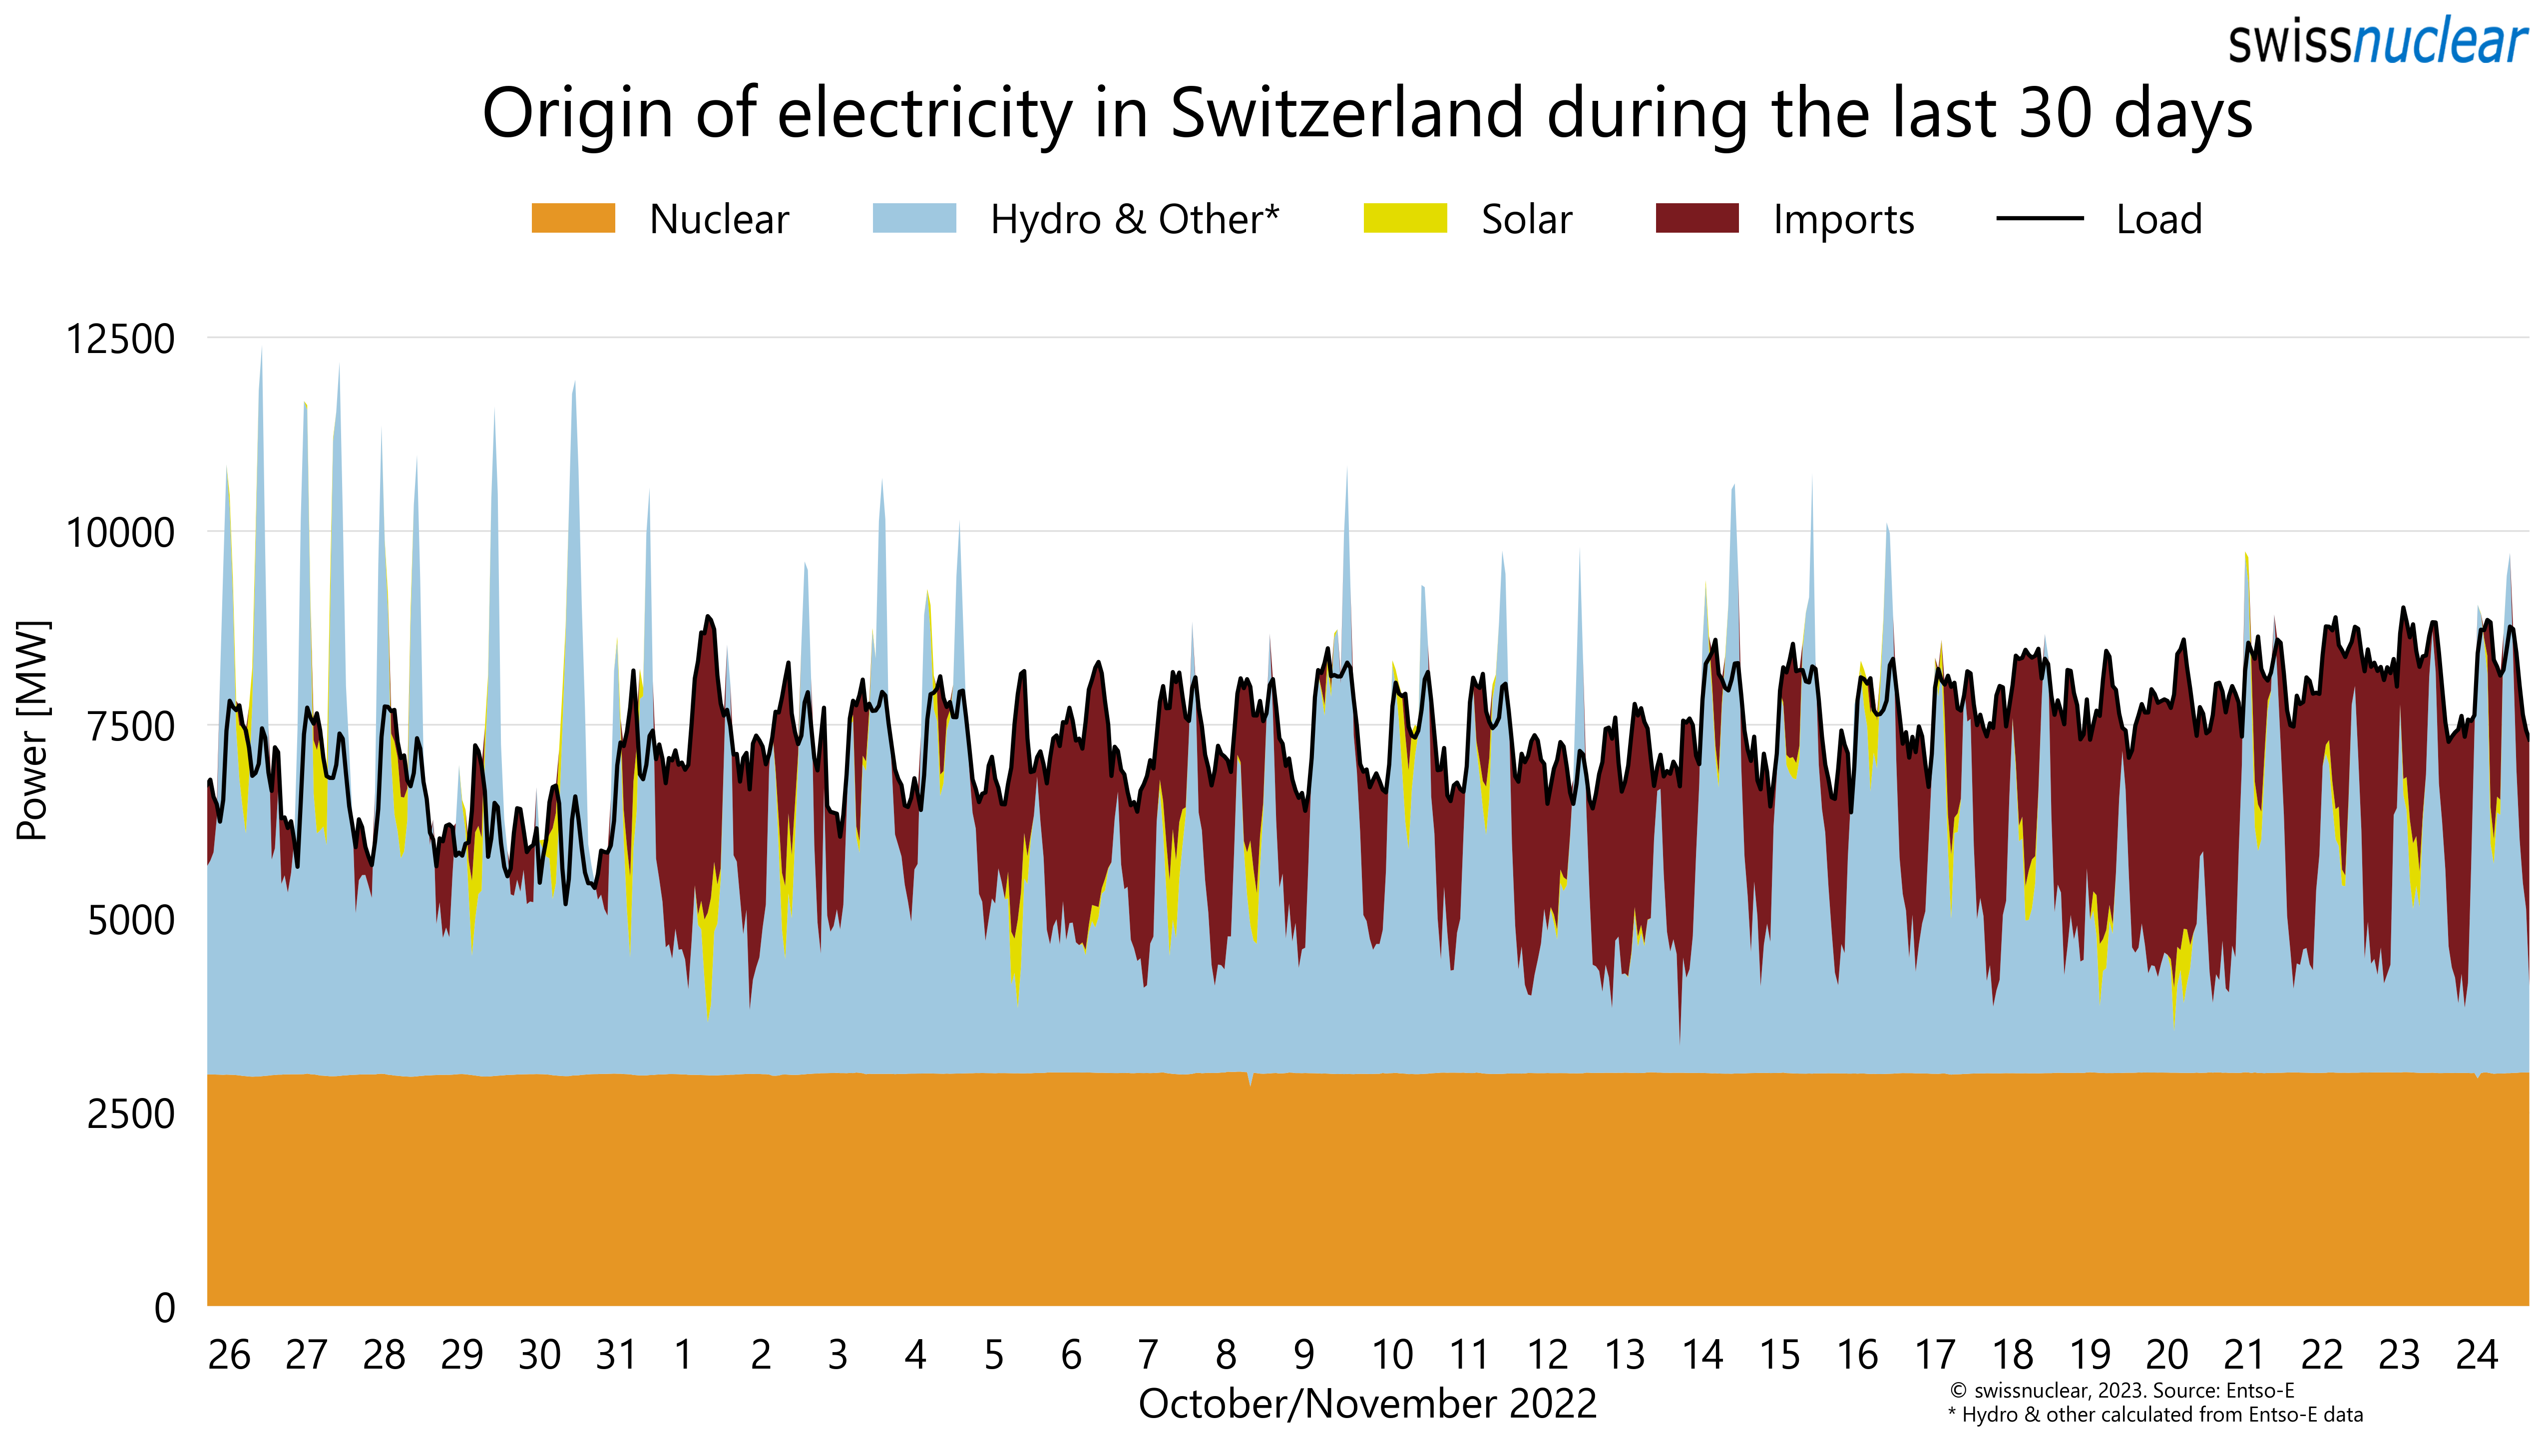 swissnuclear
Origin of electricity in Switzerland during the last 30 days
Nuclear Hydro & Other* Solar Imports Load
12500
10000
7500
5000
2500
0
Power [MW]
26 27 28 29 30 31 1 2 3 4 5 6 7 8 9 10 11 12 13 14 15 16 17 18 19 20 21 22 23 24
October/November 2022
© swissnuclear, 2023. Source: Entso-E
* Hydro & other calculated from Entso-E data